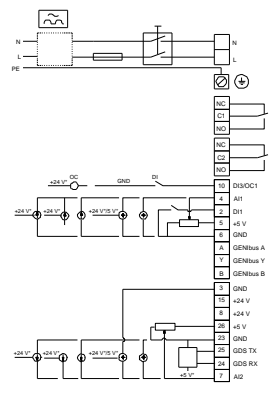 N
N
L
L
PE
NC
C1
NO
NC
C2
NO
OC
GND
DI
+24 V*
10 DI3/OC1
4 AI1
2 DI1
+24 V* +24 V* +24 V*/5 V*
5 +5 V
6 GND
A GENIbus A
Y GENIbus Y
B GENIbus B
3 GND
15 +24 V
8 +24 V
26 +5 V
23 GND
25 GDS TX
+24 V* +24 V* +24 V*/5 V*
24 GDS RX
+5 V*
7 AI2